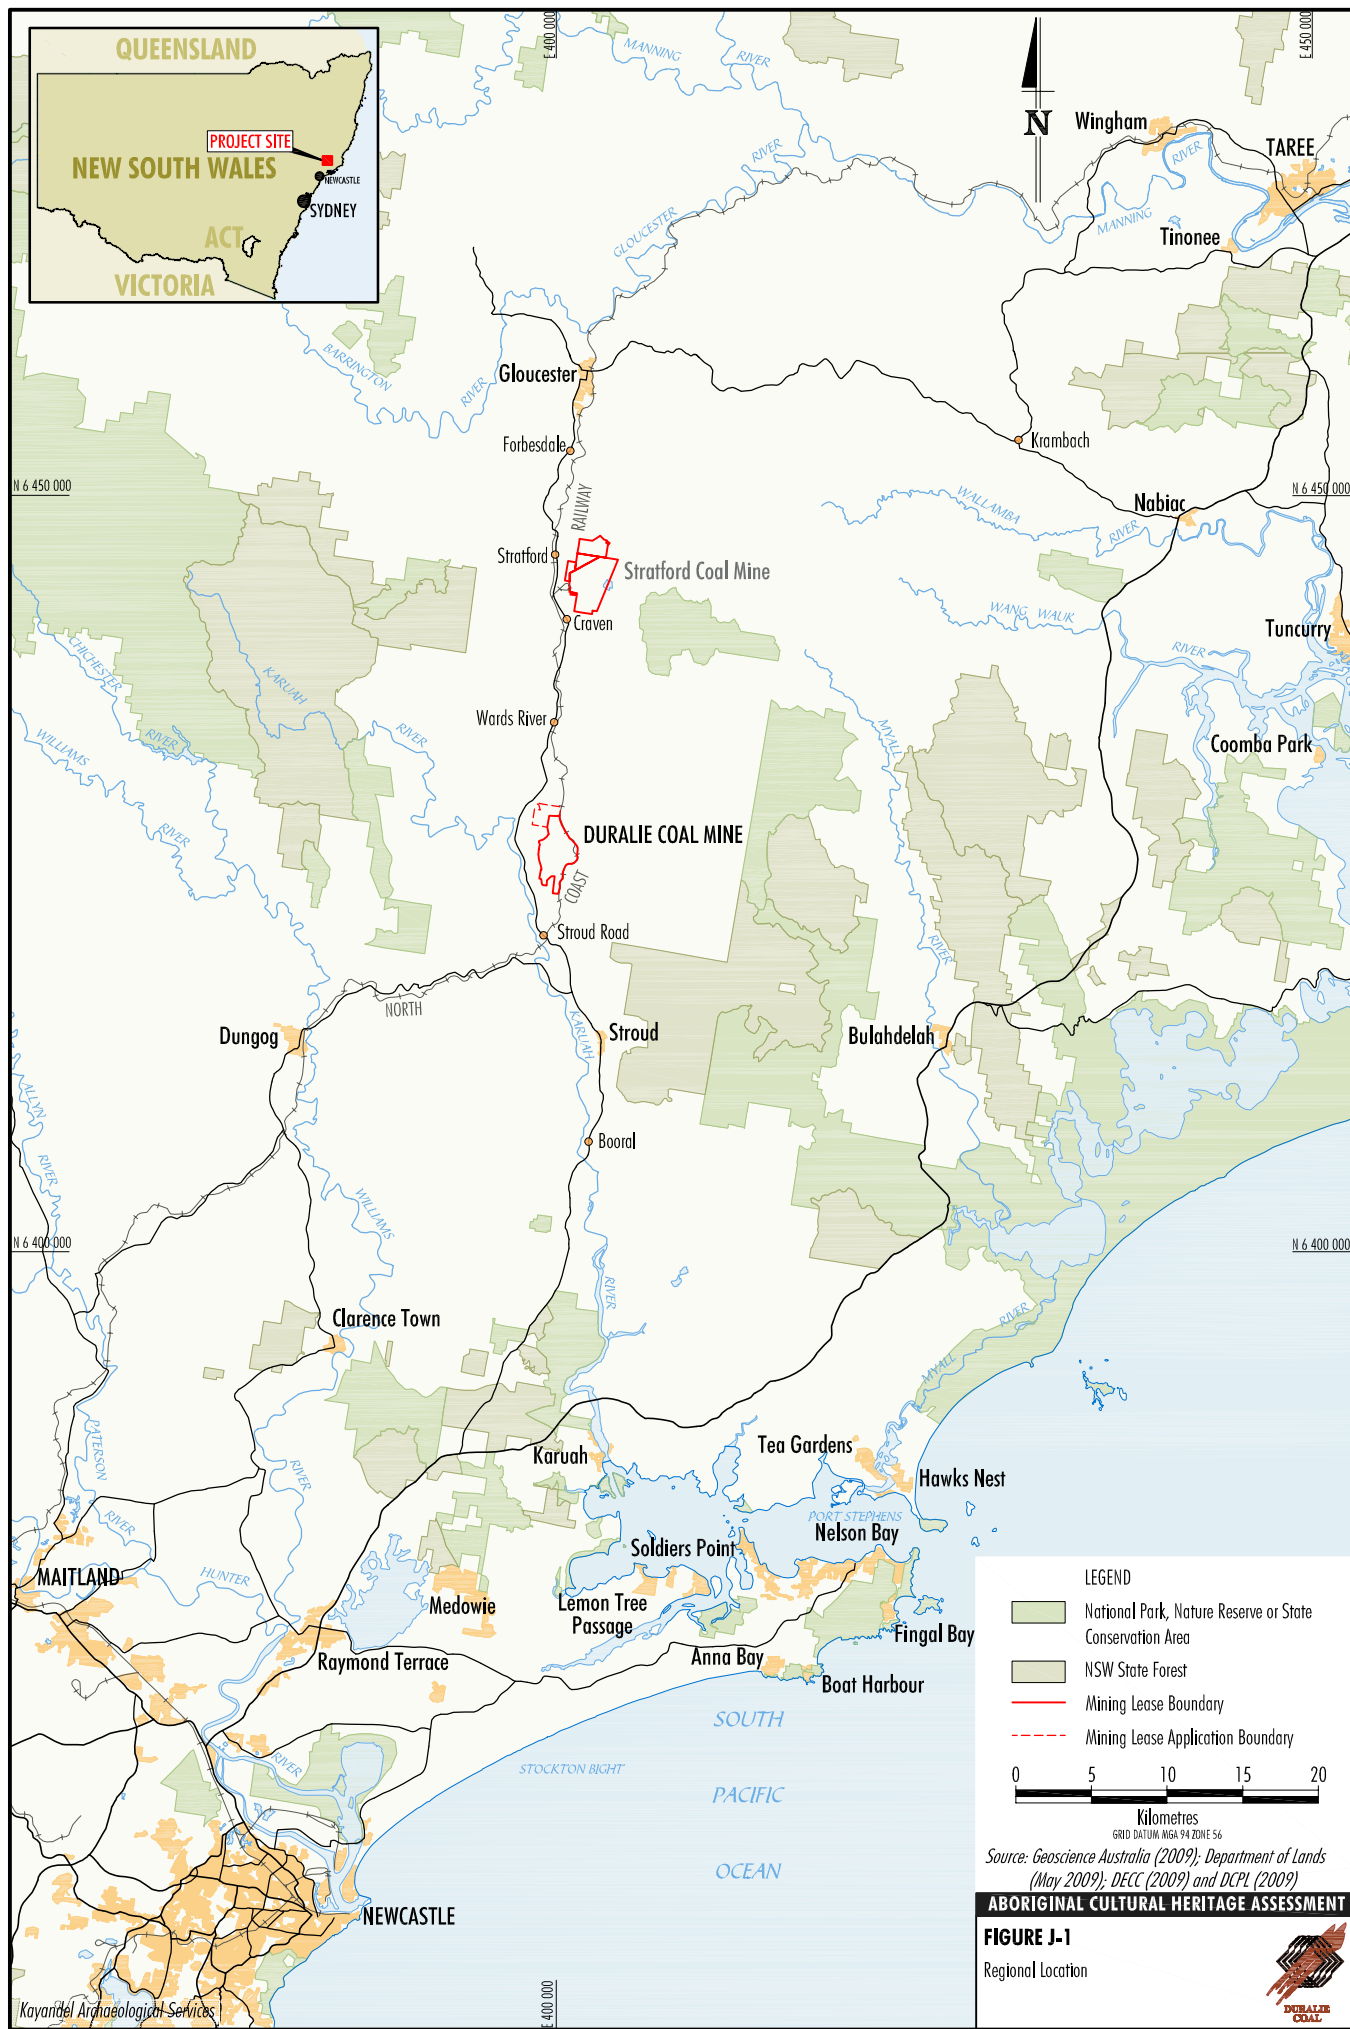 QUEENSLAND
PROJECT SITE
NEW SOUTH WALES
NEWCASTLE
SYDNEY
ACT
VICTORIA
E 400 000
E 450 000
MANNING
RIVER
N
Wingham
TAREE
RIVER
RIVER
GLOUCESTER
MANNING
Tinonee
BARRINGTON
RIVER
Gloucester
Forbesdale
Krambach
N 6 450 000
N 6 450 000
RAILWAY
WALLAMBA
RIVER
Nabiac
Stratford
Stratford Coal Mine
WANG WAUK
RIVER
Craven
Tuncurry
CHICHESTER
RIVER
KARUAH
RIVER
WILLIAMS
RIVER
Wards River
MYALL
RIVER
Coomba Park
DURALIE COAL MINE
COAST
Stroud Road
NORTH
Dungog
KARUAH
Stroud
Bulahdelah
ALLYN
RIVER
Booral
WILLIAMS
N 6 400 000
N 6 400 000
RIVER
RIVER
MYALL
Clarence Town
PATERSON
RIVER
RIVER
Karuah
Tea Gardens
Hawks Nest
PORT STEPHENS
Nelson Bay
Soldiers Point
MAITLAND
HUNTER
Medowie
Lemon Tree
Passage
Fingal Bay
Raymond Terrace
Anna Bay
Boat Harbour
SOUTH
PACIFIC
OCEAN
STOCKTON BIGHT
RIVER
NEWCASTLE
Kayandel Archaeological Services
E 400 000
LEGEND
National Park, Nature Reserve or State
Conservation Area
NSW State Forest
Mining Lease Boundary
Mining Lease Application Boundary
0 5 10 15 20
Kilometres
GRID DATUM MGA 94 ZONE 56
Source: Geoscience Australia (2009); Department of Lands
(May 2009); DECC (2009) and DCPL (2009)
ABORIGINAL CULTURAL HERITAGE ASSESSMENT
FIGURE J-1
Regional Location
DURALIE
COAL